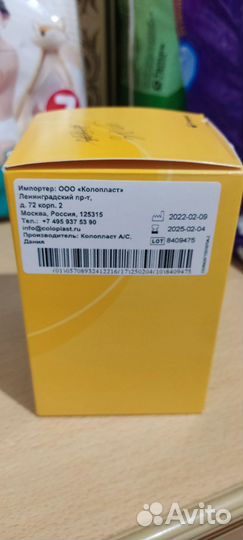 Импортер: ООО «Колопласт»
Ленинградский пр-т,
д. 72 корп. 2
Москва, Россия, 125315
Тел.: +7 495 937 53 90
info@coloplast.ru
Производитель: Колопласт А/С,
Дания
2022-02-09
2025-02-04
LOT 8409475
(01)05708932412216(17)250204(10)8409475
Avito